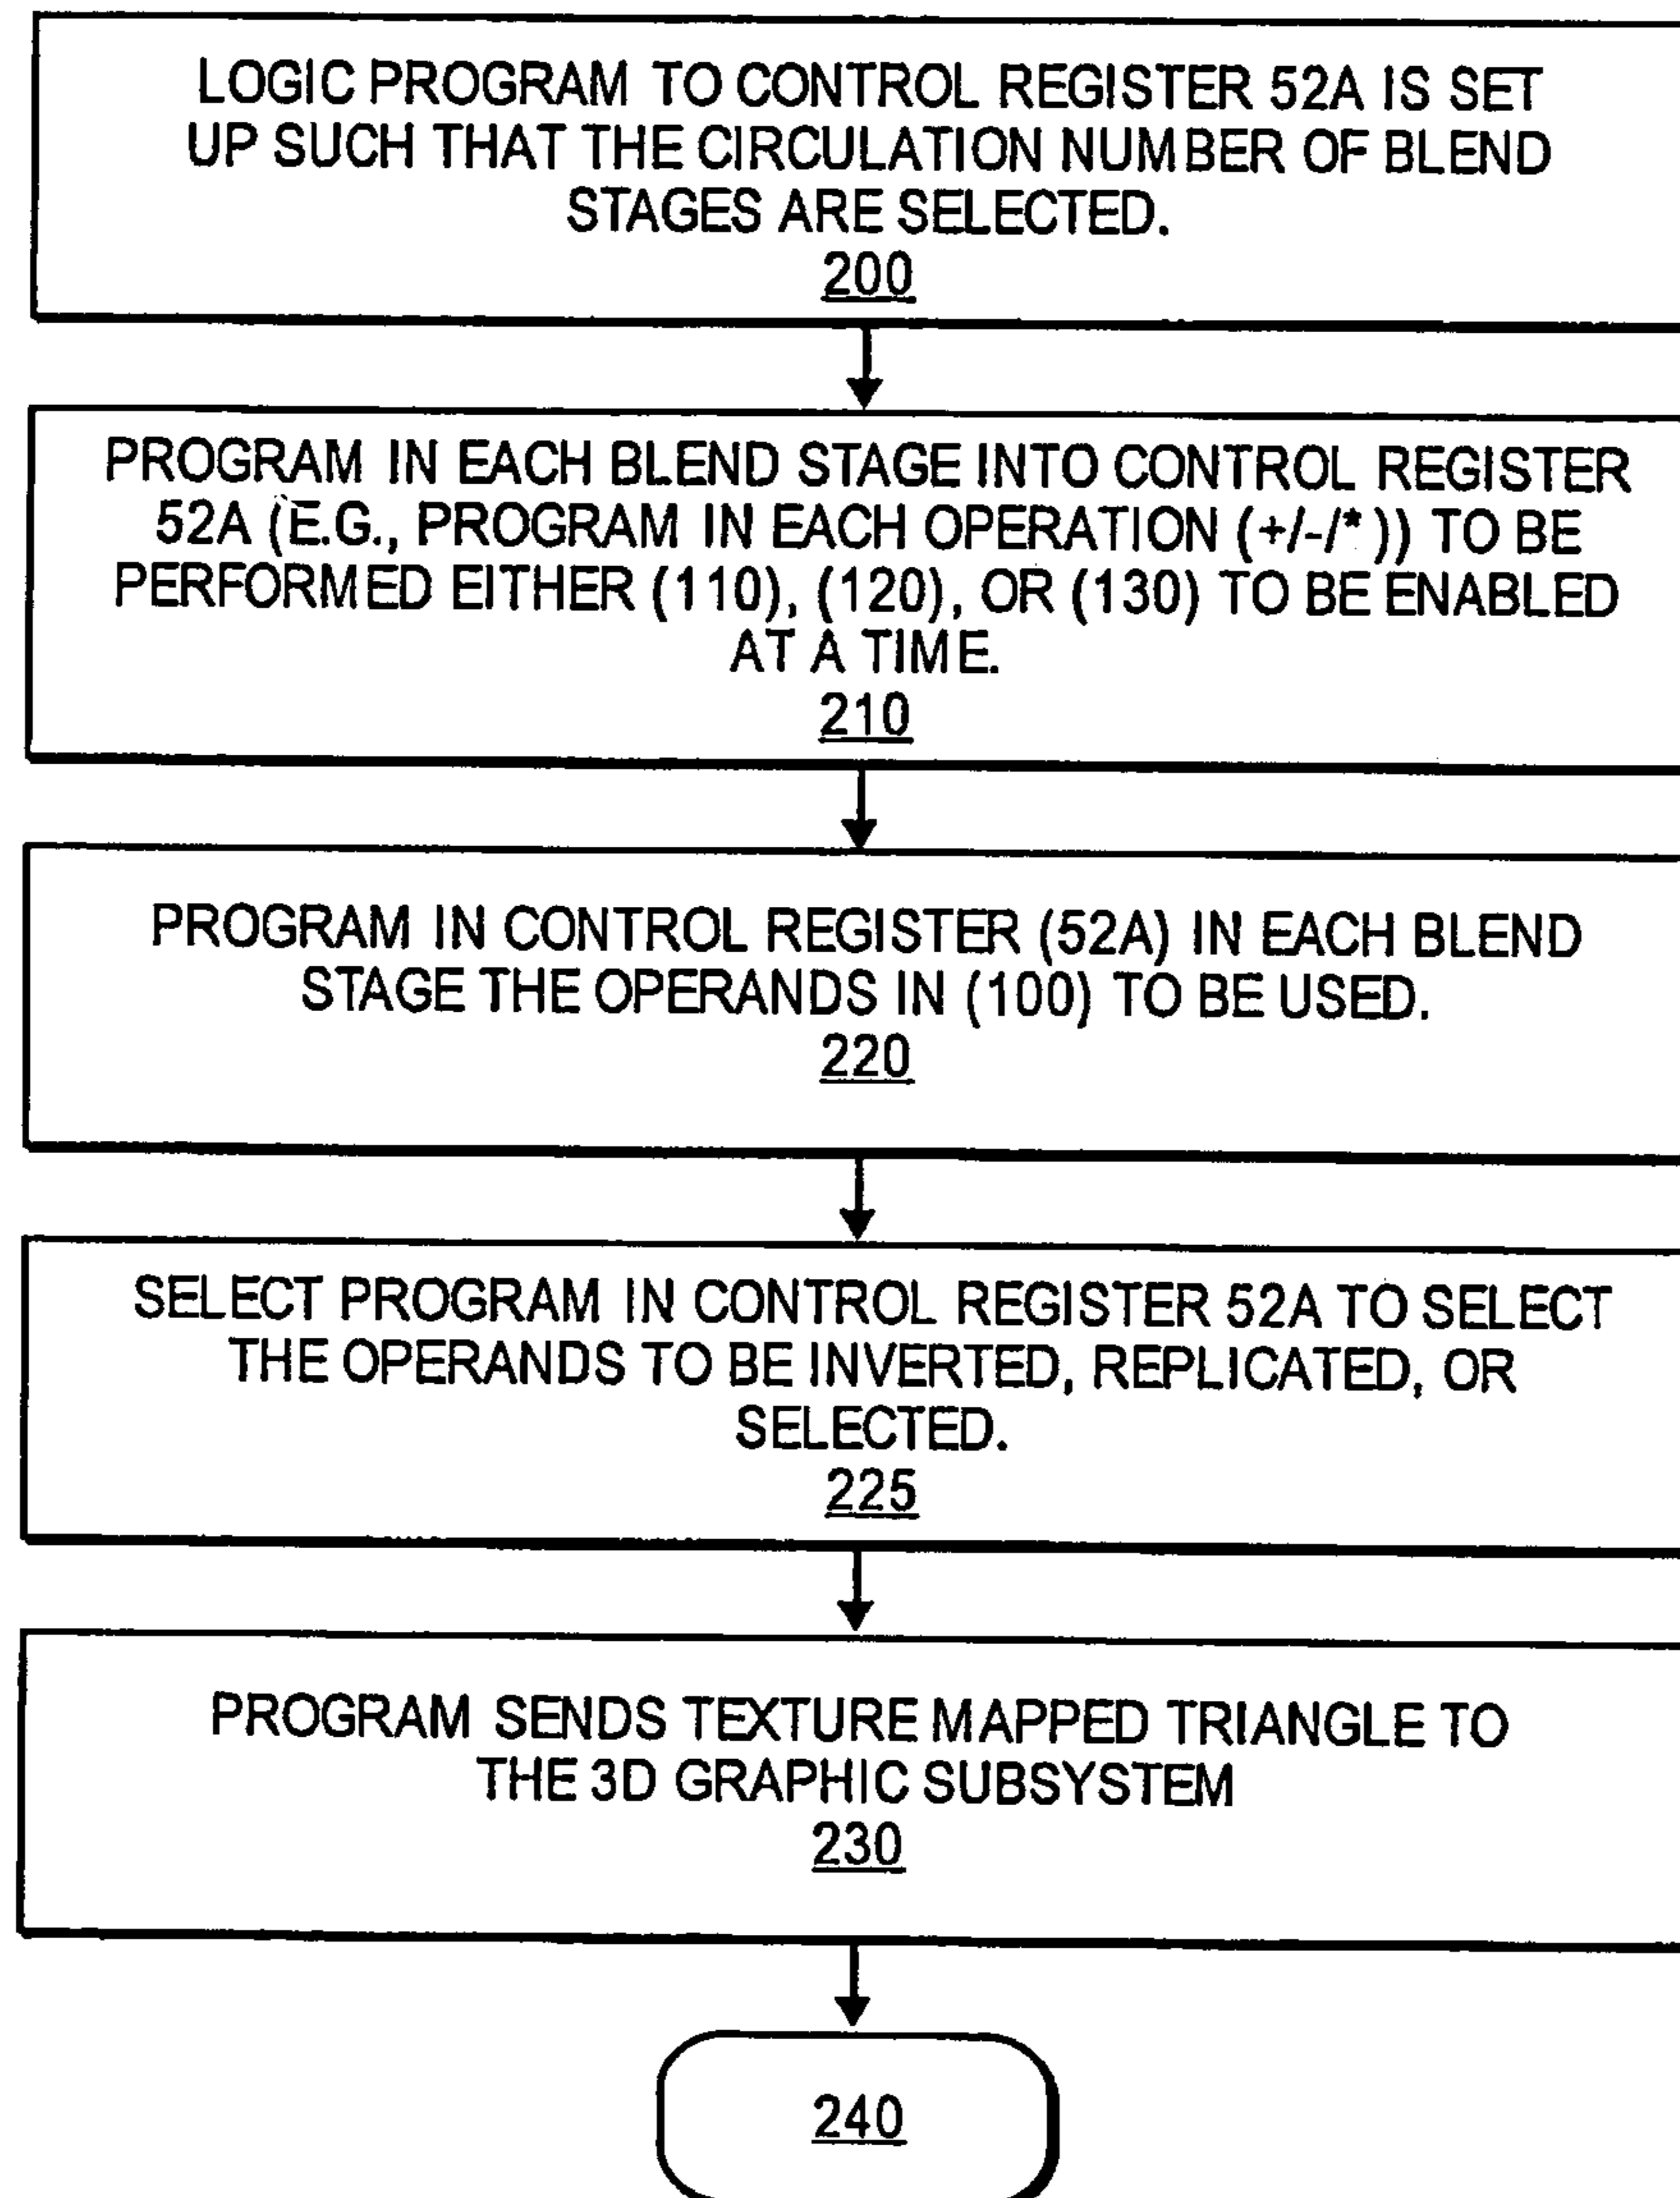 LOGIC PROGRAM TO CONTROL REGISTER 52A IS SET
UP SUCH THAT THE CIRCULATION NUMBER OF BLEND
STAGES ARE SELECTED.
200
PROGRAM IN EACH BLEND STAGE INTO CONTROL REGISTER
52A (E.G., PROGRAM IN EACH OPERATION (+/-/*)) TO BE
PERFORMED EITHER (110), (120), OR (130) TO BE ENABLED
AT A TIME.
210
PROGRAM IN CONTROL REGISTER (52A) IN EACH BLEND
STAGE THE OPERANDS IN (100) TO BE USED.
220
SELECT PROGRAM IN CONTROL REGISTER 52A TO SELECT
THE OPERANDS TO BE INVERTED, REPLICATED, OR
SELECTED.
225
PROGRAM SENDS TEXTURE MAPPED TRIANGLE TO
THE 3D GRAPHIC SUBSYSTEM
230
240